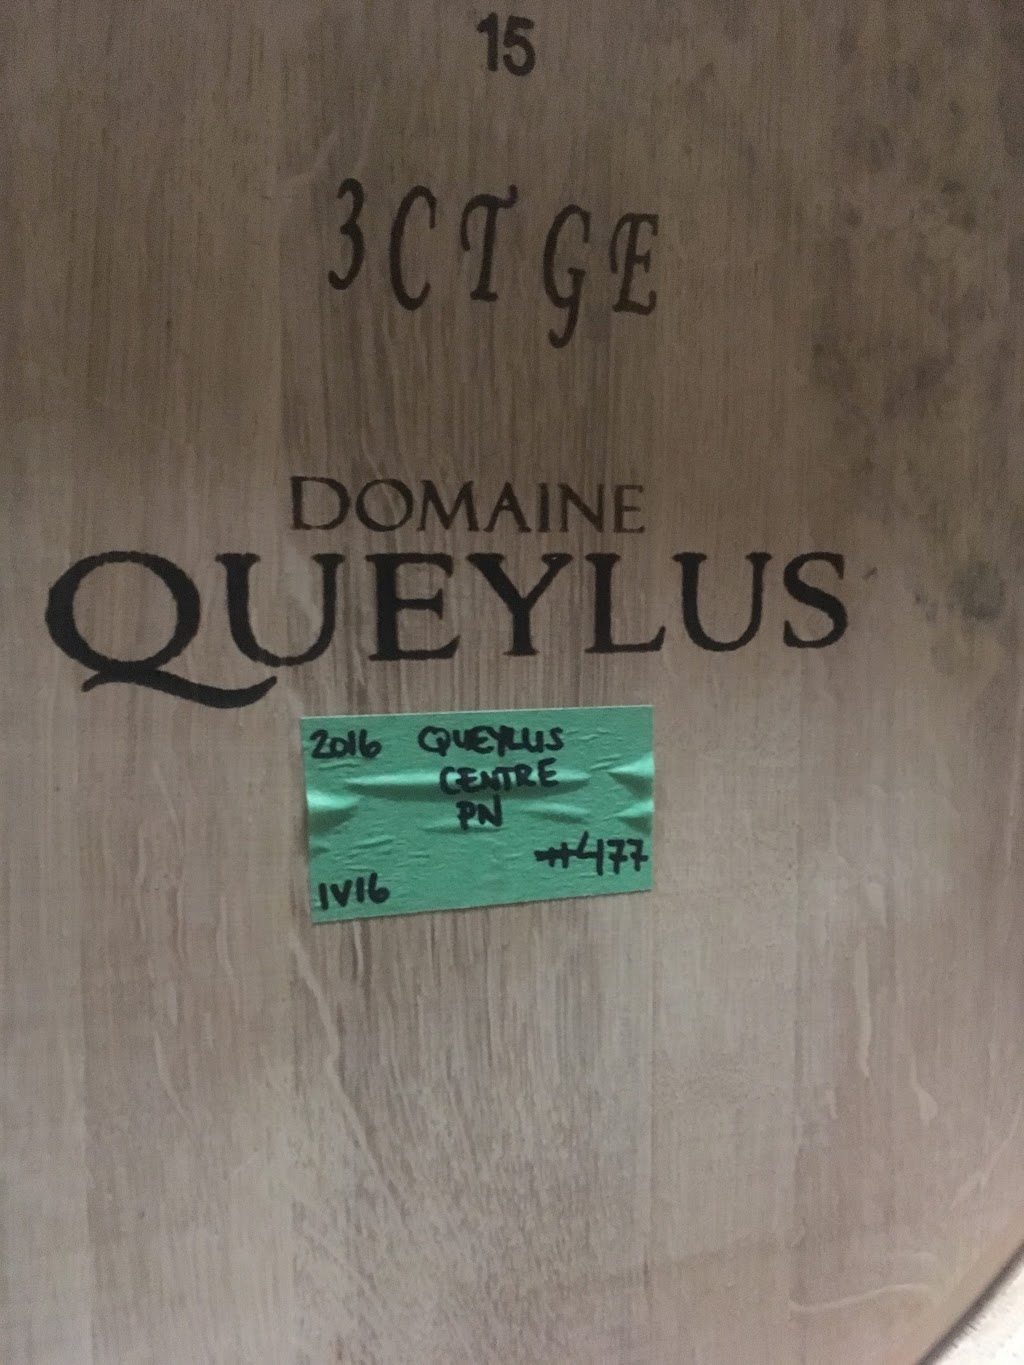 15
3CTGE
DOMAINE
QUEYLUS
2016 QUEYLUS
CENTRE
PN
#477
1V16